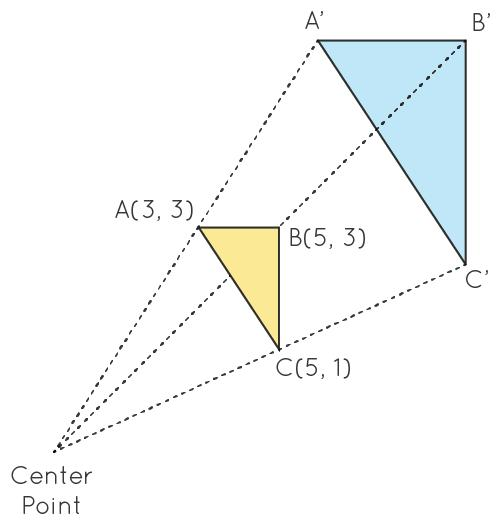 A'
B'
A(3, 3)
B(5, 3)
C'
C(5, 1)
Center
Point